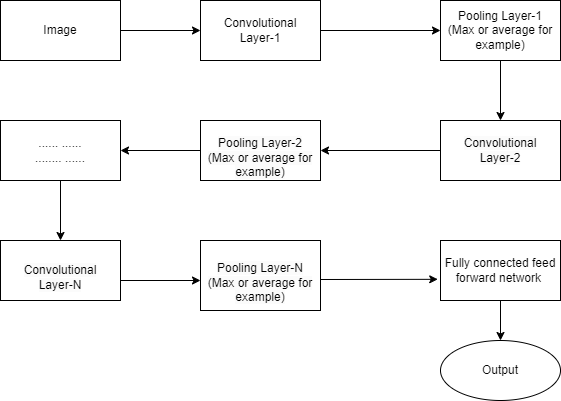 Image
Convolutional
Layer-1
Pooling Layer-1
(Max or average for
example)
Convolutional
Layer-2
Pooling Layer-2
(Max or average for
example)
...... ......
........ ......
Convolutional
Layer-N
Pooling Layer-N
(Max or average for
example)
Fully connected feed
forward network
Output